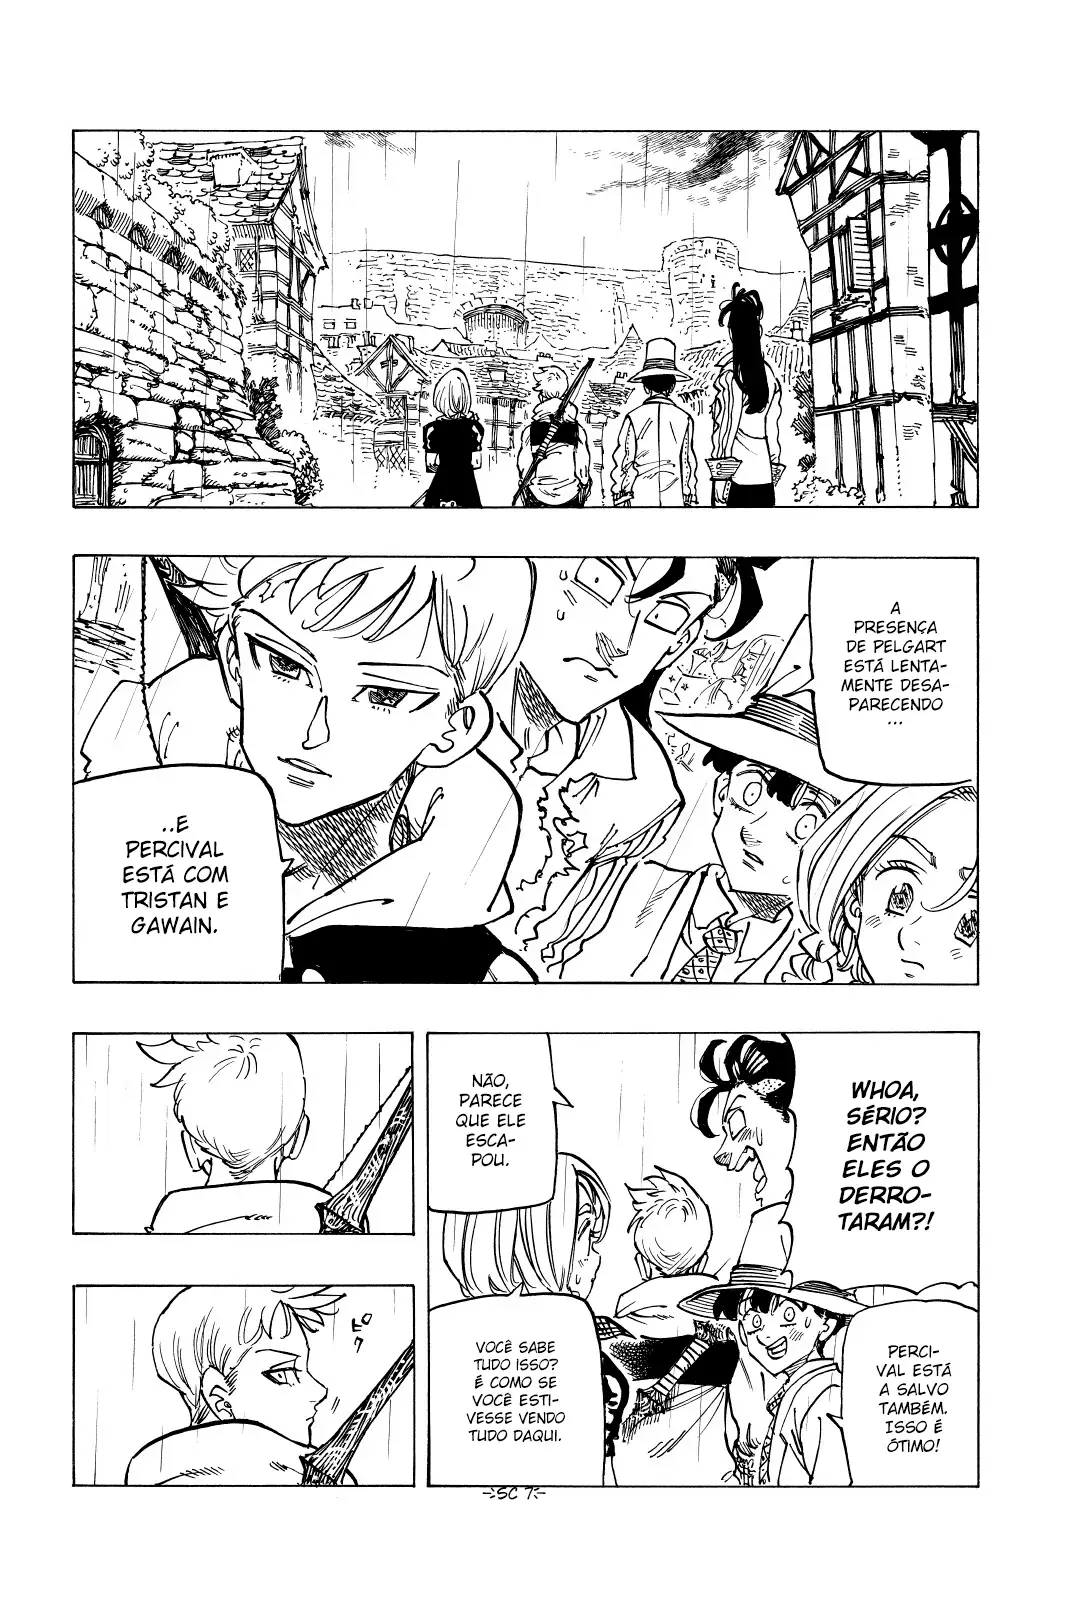 A
PRESENÇA
DE PELGART
ESTÁ LENTA-
MENTE DESA-
PARECENDO
...
..E
PERCIVAL
ESTÁ COM
TRISTAN E
GAWAIN.
WHOA,
SÉRIO?
ENTÃO
ELES O
DERRO-
TARAM?!
NÃO,
PARECE
QUE ELE
ESCA-
POU.
PERCI-
VAL ESTÁ
A SALVO
TAMBÉM.
ISSO É
ÓTIMO!
VOCÊ SABE
TUDO ISSO?
É COMO SE
VOCÊ ESTI-
VESSE VENDO
TUDO DAQUI.
ピク
SC 7